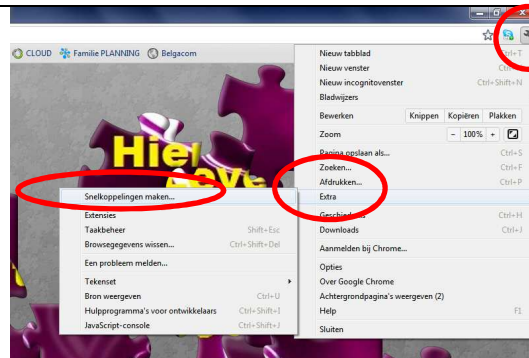 CLOUD Familie PLANNING Belgacom
Nieuw tabblad Ctrl+T
Nieuw venster
Nieuw incognitovenster Ctrl+Shift+N
Bladwijzers
Bewerken Knippen Kopiëren Plakken
Zoom - 100% +
Pagina opslaan als... Ctrl+S
Zoeken... Ctrl+F
Afdrukken... Ctrl+P
Extra
Geschiedenis Ctrl+H
Downloads Ctrl+J
Aanmelden bij Chrome...
Opties
Over Google Chrome
Achtergrondpagina's weergeven (2)
Help F1
Sluiten
Snelkoppelingen maken...
Extensies
Taakbeheer Shift+Esc
Browsegegevens wissen... Ctrl+Shift+Del
Een probleem melden...
Tekenset
Bron weergeven Ctrl+U
Hulpprogramma's voor ontwikkelaars Ctrl+Shift+I
JavaScript-console Ctrl+Shift+J